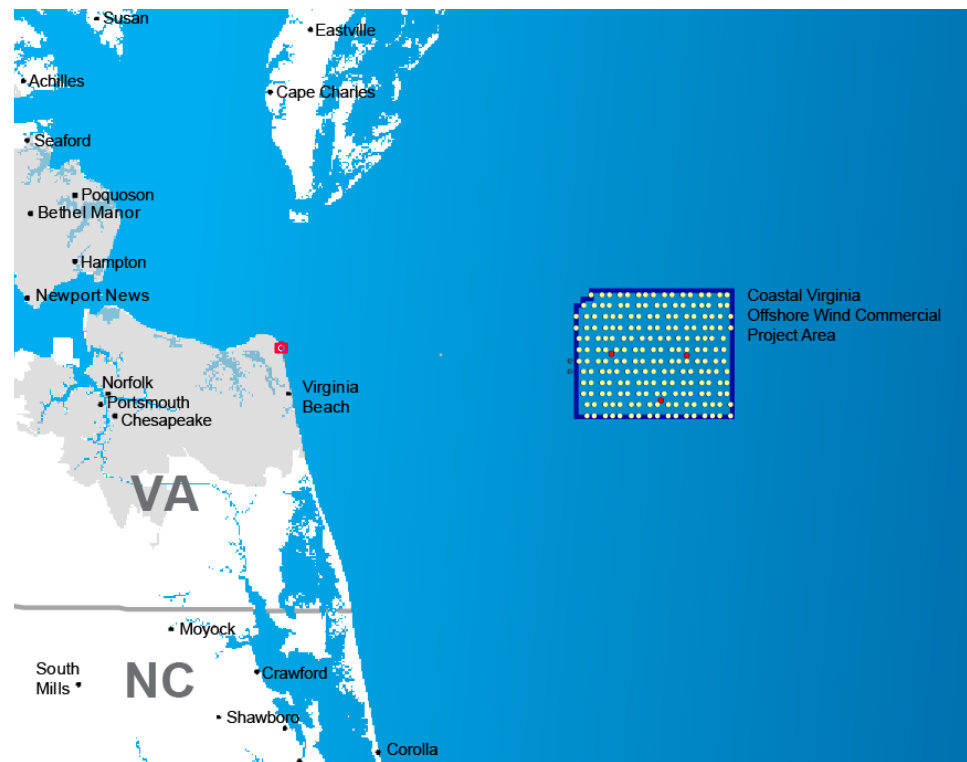 Susan
Eastville
Achilles
Cape Charles
Seaford
Poquoson
Bethel Manor
Hampton
Newport News
Coastal Virginia
Offshore Wind Commercial
Project Area
Norfolk
Virginia
Beach
Portsmouth
Chesapeake
VA
Moyock
South
Mills
NC
Crawford
Shawboro
Corolla